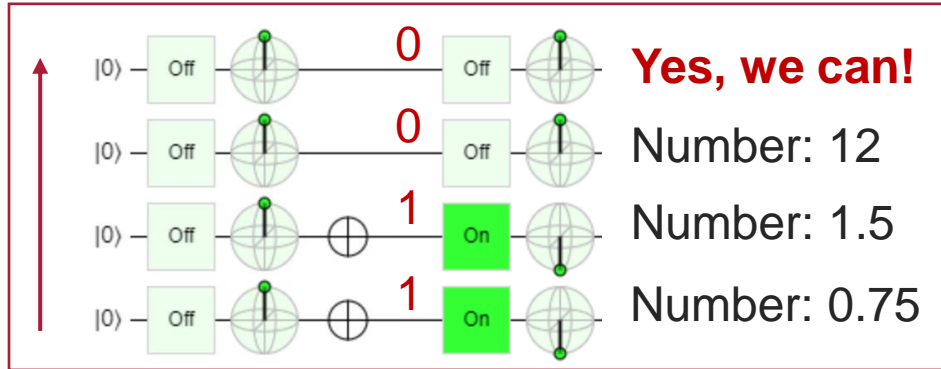 |0⟩ Off 0 Off Yes, we can!
|0⟩ Off 0 Off Number: 12
|0⟩ Off 1 On Number: 1.5
|0⟩ Off 1 On Number: 0.75